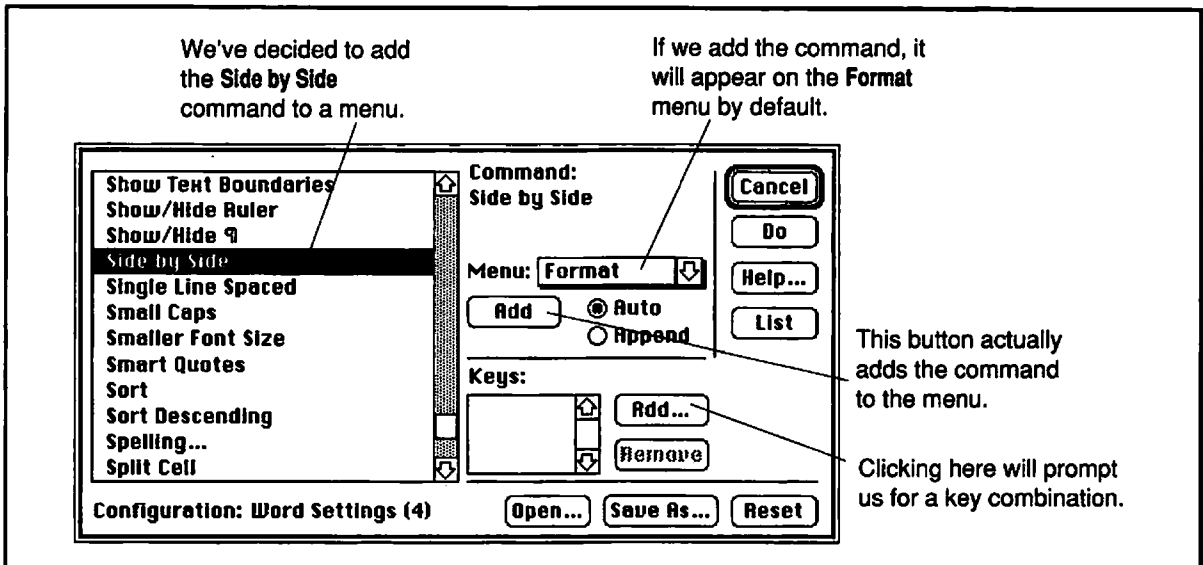 We've decided to add
the Side by Side
command to a menu.
If we add the command, it
will appear on the Format
menu by default.
Show Text Boundaries
Show/Hide Ruler
Show/Hide ¶
Side by Side
Single Line Spaced
Small Caps
Smaller Font Size
Smart Quotes
Sort
Sort Descending
Spelling...
Split Cell
Command:
Side by Side
Menu: Format
Add
Auto
Append
Keys:
Add...
Remove
Cancel
Do
Help...
List
Configuration: Word Settings (4)
Open...
Save As...
Reset
This button actually
adds the command
to the menu.
Clicking here will prompt
us for a key combination.